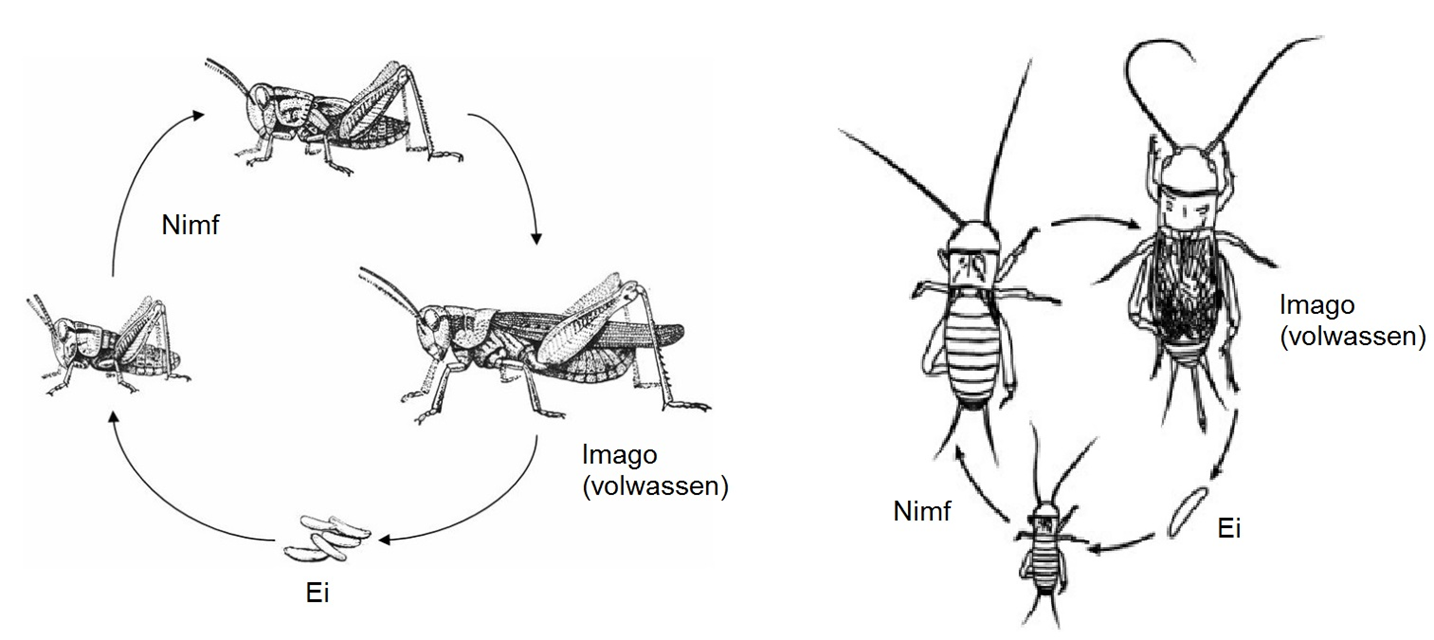 Nimf
Imago
(volwassen)
Ei
Imago
(volwassen)
Nimf
Ei